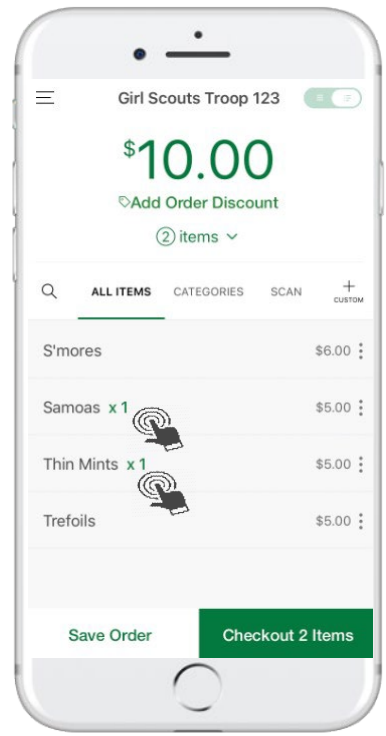 Girl Scouts Troop 123
$10.00
Add Order Discount
2 items
ALL ITEMS CATEGORIES SCAN CUSTOM
S'mores $6.00
Samoas x 1 $5.00
Thin Mints x 1 $5.00
Trefoils $5.00
Save Order Checkout 2 Items